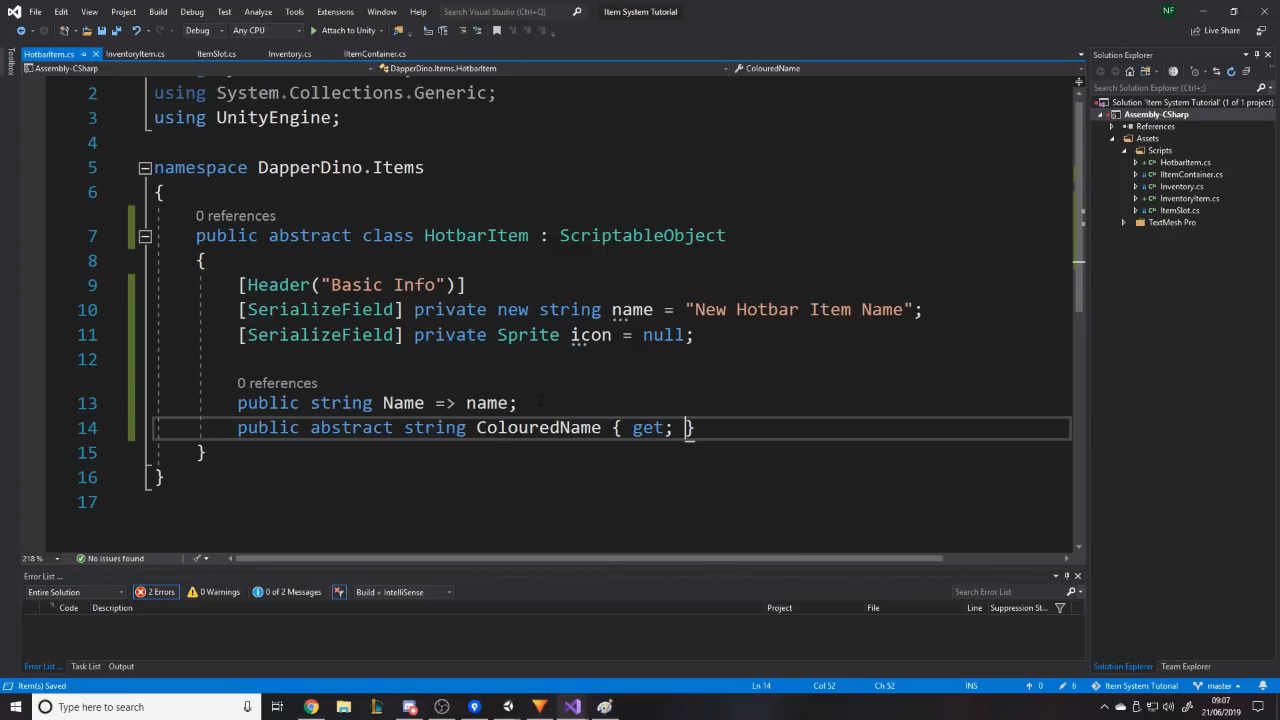 File Edit View Project Build Debug Test Analyze Tools Extensions Window Help Search Visual Studio Item System Tutorial NF
Debug Any CPU Attach to Unity Live Share
HotbarItem.cs InventoryItem.cs ItemSlot.cs Inventory.cs IItemContainer.cs
Assembly-CSharp DapperDino.Items.HotbarItem ColouredName
Toolbox
2 using System.Collections.Generic;
3 using UnityEngine;
4
5 namespace DapperDino.Items
6 {
0 references
7 public abstract class HotbarItem : ScriptableObject
8 {
9 [Header("Basic Info")]
10 [SerializeField] private new string name = "New Hotbar Item Name";
11 [SerializeField] private Sprite icon = null;
12
0 references
13 public string Name => name;
14 public abstract string ColouredName { get; }
15 }
16 }
17
218 % No issues found
Error List ...
Entire Solution 2 Errors 0 Warnings 0 of 2 Messages Build + IntelliSense Search Error List
Code Description Project File Line Suppression St...
Error List ... Task List Output
Solution Explorer
Search Solution Explorer (Ctrl+;)
Solution 'Item System Tutorial' (1 of 1 project)
Assembly-CSharp
References
Assets
Scripts
HotbarItem.cs
IItemContainer.cs
Inventory.cs
InventoryItem.cs
ItemSlot.cs
TextMesh Pro
Solution Explorer Team Explorer
Item(s) Saved Ln 14 Col 52 Ch 52 INS 0 6 Item System Tutorial master
Type here to search
09:07
21/06/2019